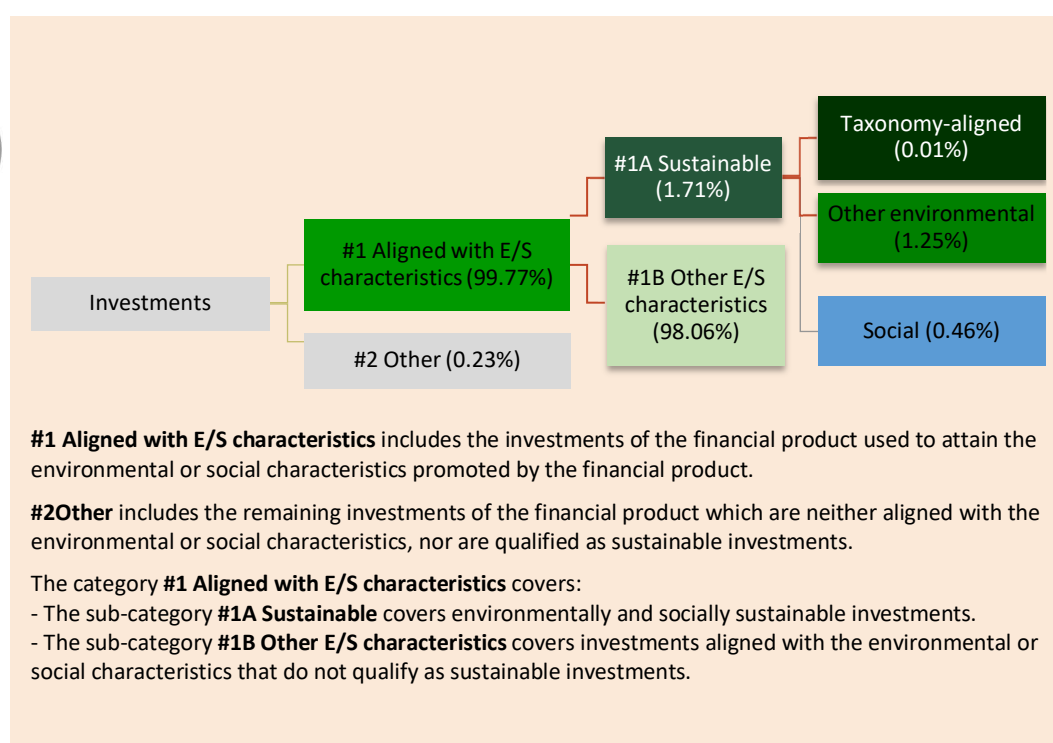 Taxonomy-aligned
(0.01%)
#1A Sustainable
(1.71%)
Other environmental
(1.25%)
#1 Aligned with E/S
characteristics (99.77%)
#1B Other E/S
characteristics
(98.06%)
Investments
Social (0.46%)
#2 Other (0.23%)
#1 Aligned with E/S characteristics includes the investments of the financial product used to attain the
environmental or social characteristics promoted by the financial product.
#2Other includes the remaining investments of the financial product which are neither aligned with the
environmental or social characteristics, nor are qualified as sustainable investments.
The category #1 Aligned with E/S characteristics covers:
- The sub-category #1A Sustainable covers environmentally and socially sustainable investments.
- The sub-category #1B Other E/S characteristics covers investments aligned with the environmental or
social characteristics that do not qualify as sustainable investments.